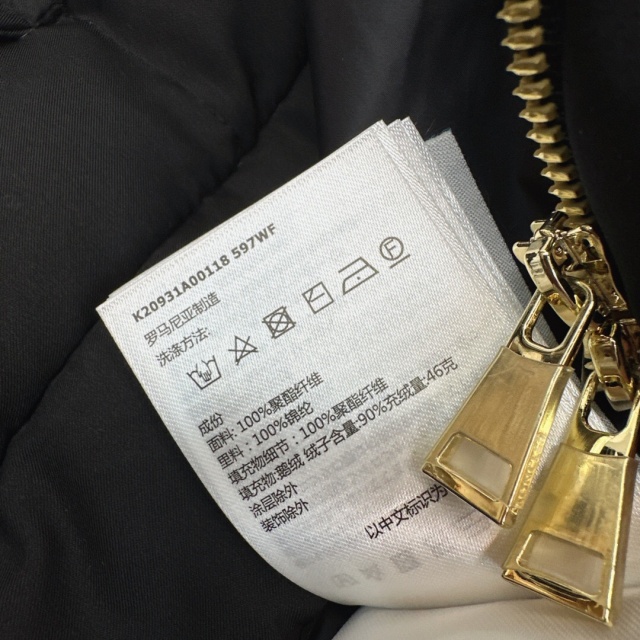 K20931A00118 597WF
罗马尼亚制造
洗涤方法:
F
成份
面料: 100%聚酯纤维
里料: 100%锦纶
填充物细节: 100%聚酯纤维
填充物:鹅绒 绒子含量:90%充绒量:46克
涂层除外
装饰除外
以中文标识为